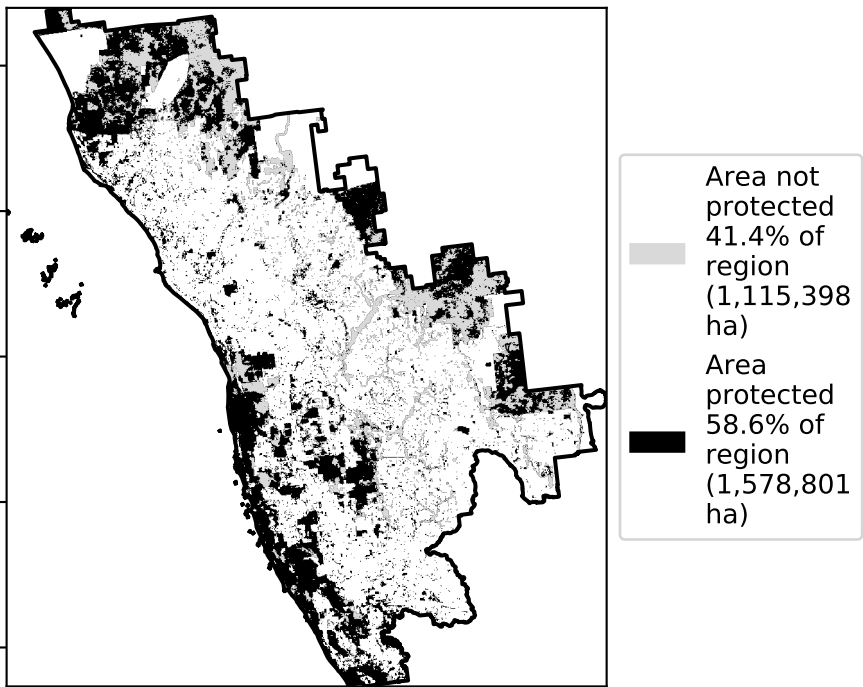 Area not
protected
41.4% of
region
(1,115,398
ha)
Area
protected
58.6% of
region
(1,578,801
ha)